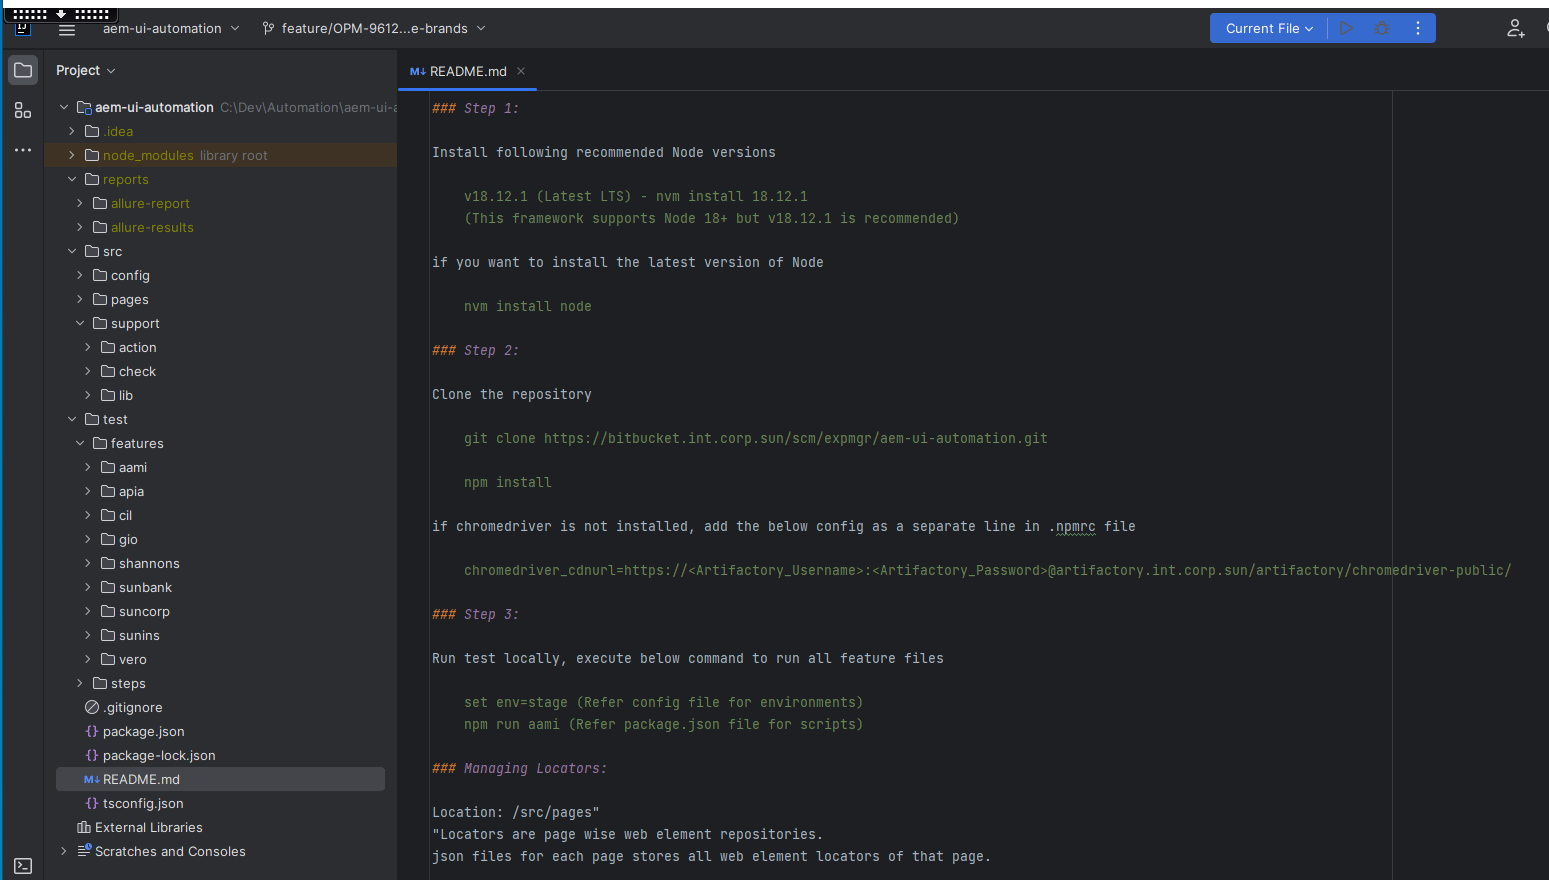 aem-ui-automation
feature/OPM-9612...e-brands
Current File
Project
README.md
aem-ui-automation C:\Dev\Automation\aem-ui-a
.idea
node_modules library root
reports
allure-report
allure-results
src
config
pages
support
action
check
lib
test
features
aami
apia
cil
gio
shannons
sunbank
suncorp
sunins
vero
steps
.gitignore
{} package.json
{} package-lock.json
M↓ README.md
{} tsconfig.json
External Libraries
Scratches and Consoles
### Step 1:
Install following recommended Node versions
v18.12.1 (Latest LTS) - nvm install 18.12.1
(This framework supports Node 18+ but v18.12.1 is recommended)
if you want to install the latest version of Node
nvm install node
### Step 2:
Clone the repository
git clone https://bitbucket.int.corp.sun/scm/expmgr/aem-ui-automation.git
npm install
if chromedriver is not installed, add the below config as a separate line in .npmrc file
chromedriver_cdnurl=https://<Artifactory_Username>:<Artifactory_Password>@artifactory.int.corp.sun/artifactory/chromedriver-public/
### Step 3:
Run test locally, execute below command to run all feature files
set env=stage (Refer config file for environments)
npm run aami (Refer package.json file for scripts)
### Managing Locators:
Location: /src/pages"
"Locators are page wise web element repositories.
json files for each page stores all web element locators of that page.